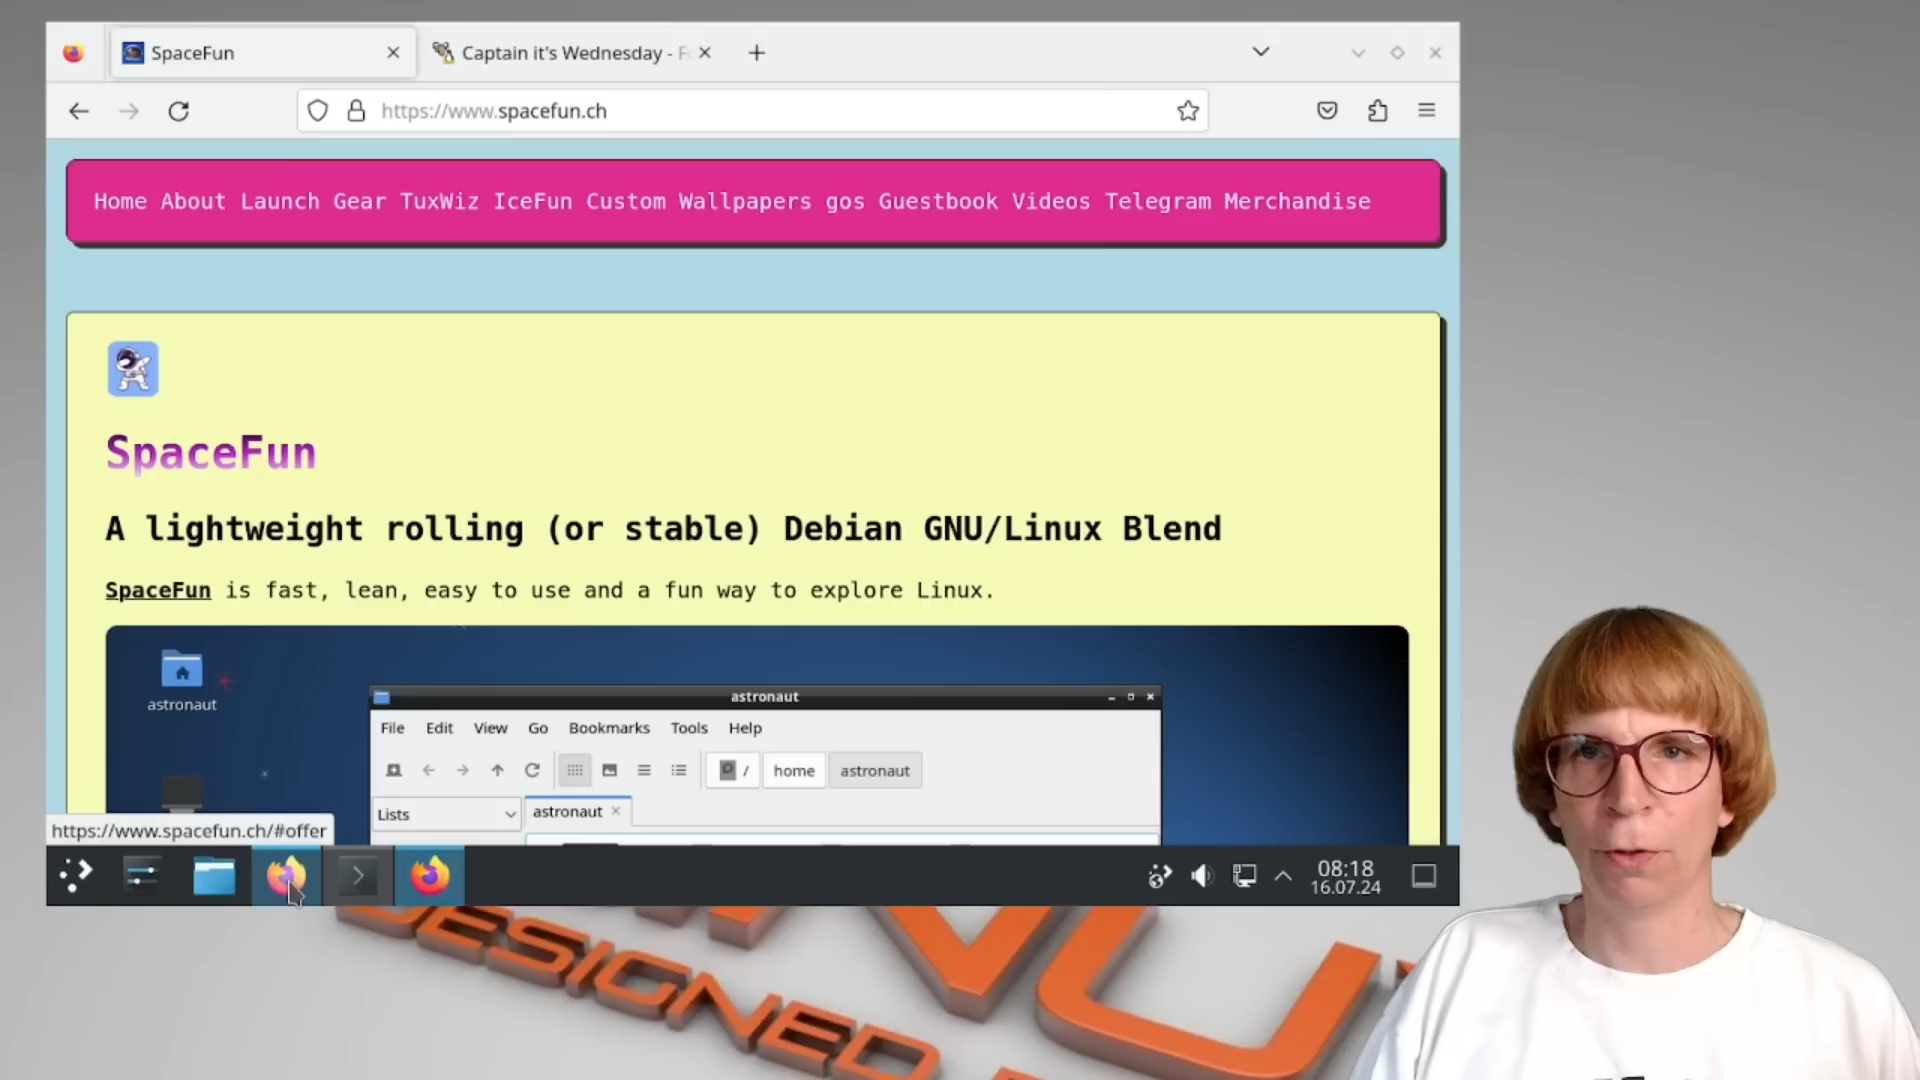 SpaceFun
Captain it's Wednesday - F
https://www.spacefun.ch
Home About Launch Gear TuxWiz IceFun Custom Wallpapers gos Guestbook Videos Telegram Merchandise
SpaceFun
A lightweight rolling (or stable) Debian GNU/Linux Blend
SpaceFun is fast, lean, easy to use and a fun way to explore Linux.
astronaut
astronaut
File Edit View Go Bookmarks Tools Help
/ home astronaut
Lists
astronaut
https://www.spacefun.ch/#offer
08:18
16.07.24
DESIGNED